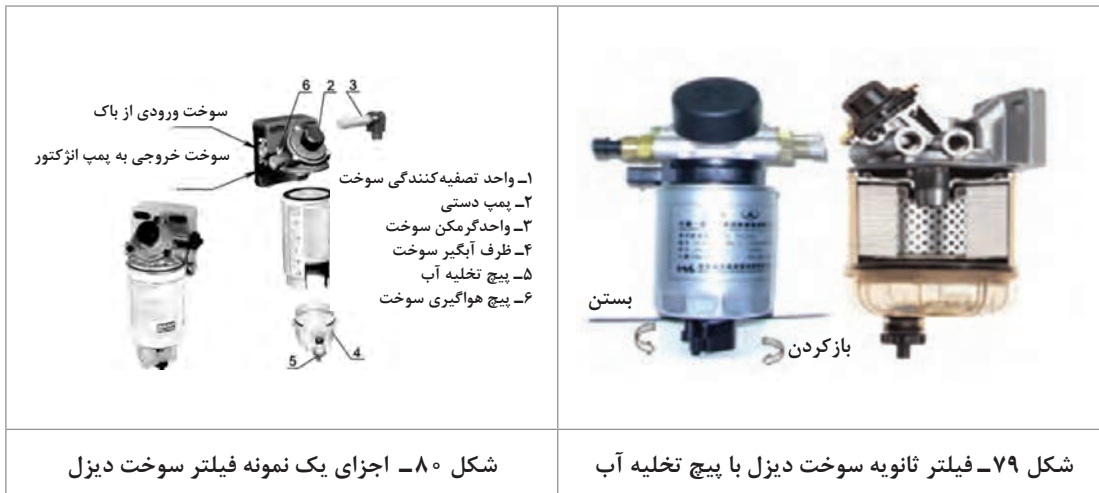 بستن
بازکردن
شکل ۷۹ـ فیلتر ثانویه سوخت دیزل با پیچ تخلیه آب
6 2 3
سوخت ورودی از باک
سوخت خروجی به پمپ انژکتور
۱ـ واحد تصفیه‌کنندگی سوخت
۲ـ پمپ دستی
۳ـ واحدگرمکن سوخت
۴ـ ظرف آبگیر سوخت
۵ـ پیچ تخلیه آب
۶ـ پیچ هواگیری سوخت
4
5
شکل ۸۰ـ اجزای یک نمونه فیلتر سوخت دیزل